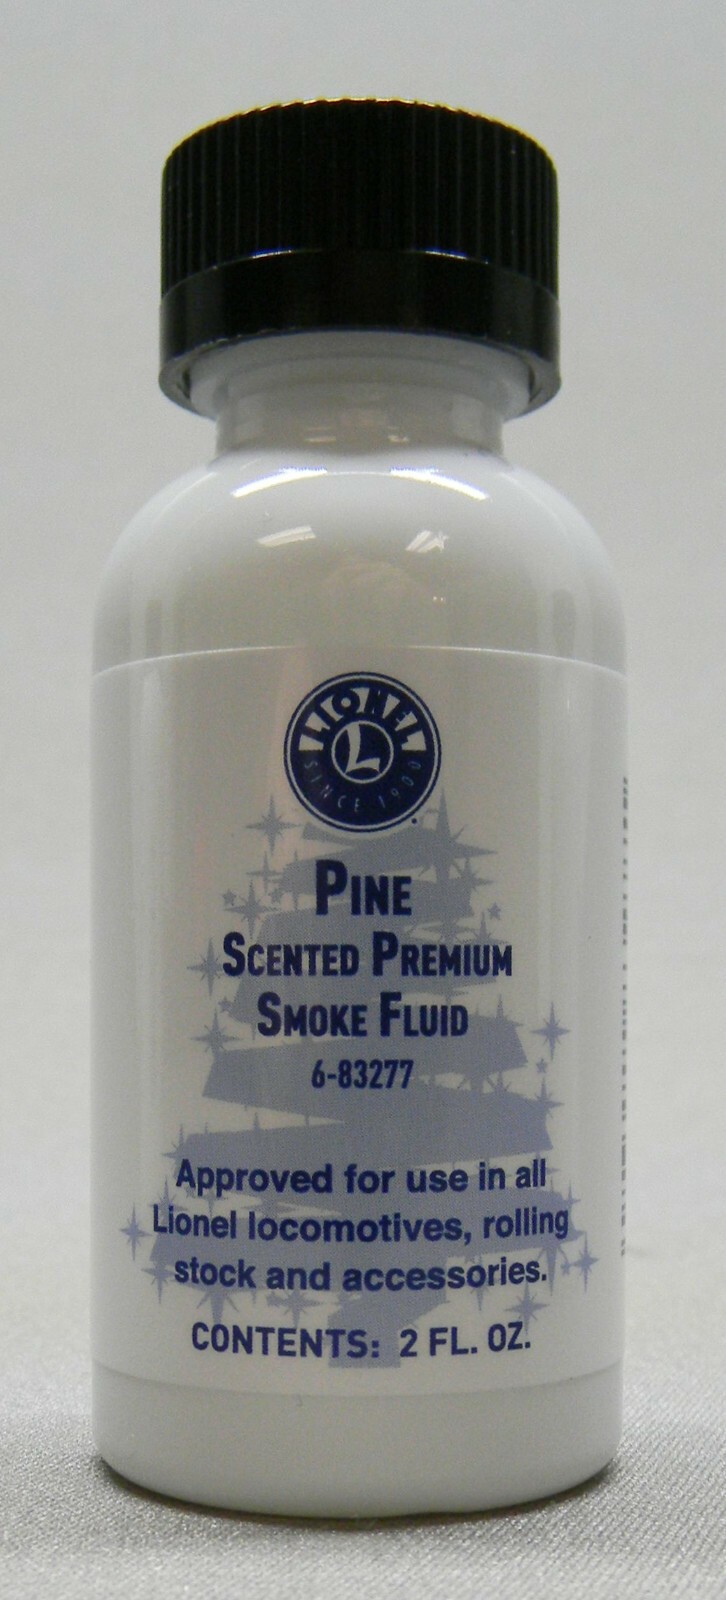 LIONEL
L
SINCE 1900
PINE
SCENTED PREMIUM
SMOKE FLUID
6-83277
Approved for use in all
Lionel locomotives, rolling
stock and accessories.
CONTENTS: 2 FL. OZ.